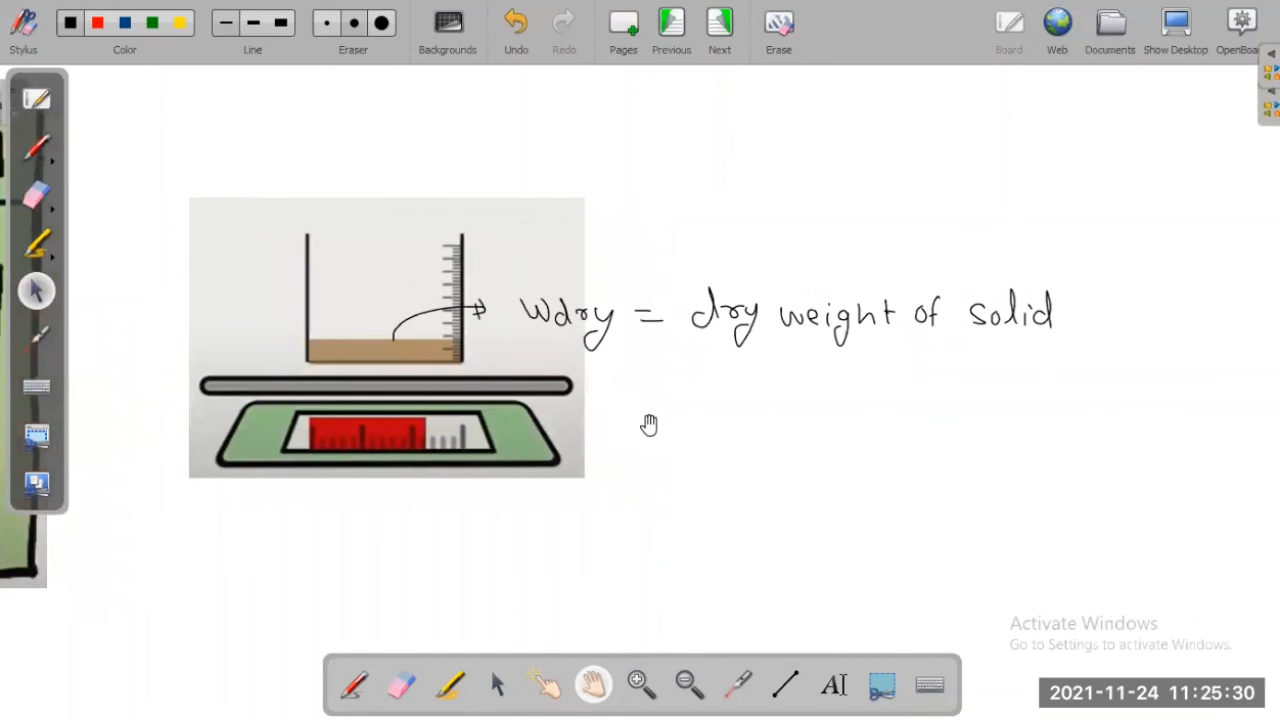 Stylus
Color
Line
Eraser
Backgrounds
Undo
Redo
Pages
Previous
Next
Erase
Board
Web
Documents
Show Desktop
OpenBoa
Wdry = dry weight of solid
Activate Windows
Go to Settings to activate Windows.
A
2021-11-24 11:25:30